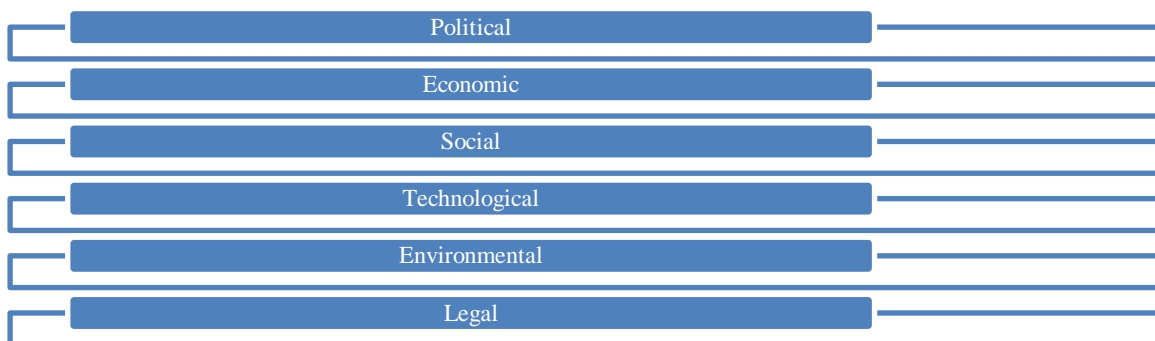 Political
Economic
Social
Technological
Environmental
Legal